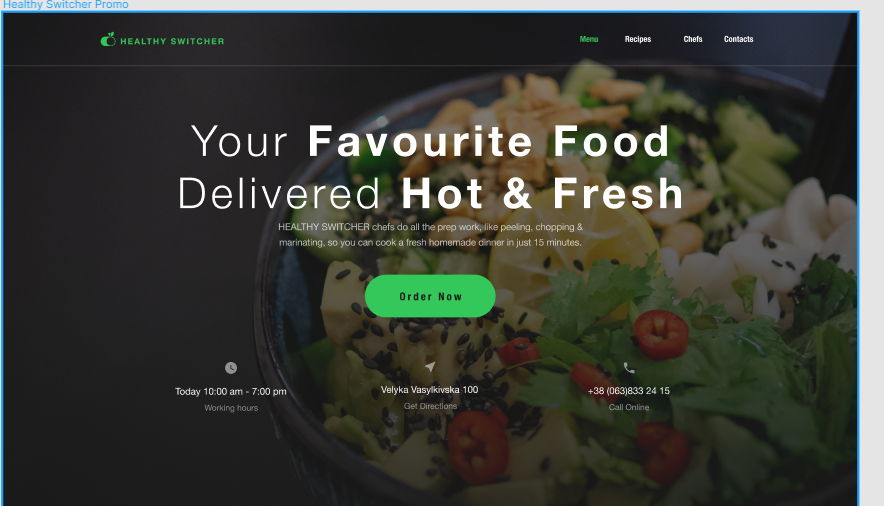 Healthy Switcher Promo
HEALTHY SWITCHER
Menu Recipes Chefs Contacts
Your Favourite Food
Delivered Hot & Fresh
HEALTHY SWITCHER chefs do all the prep work, like peeling, chopping &
marinating, so you can cook a fresh homemade dinner in just 15 minutes.
Order Now
Today 10:00 am - 7:00 pm
Working hours
Velyka Vasylkivska 100
Get Directions
+38 (063)833 24 15
Call Online